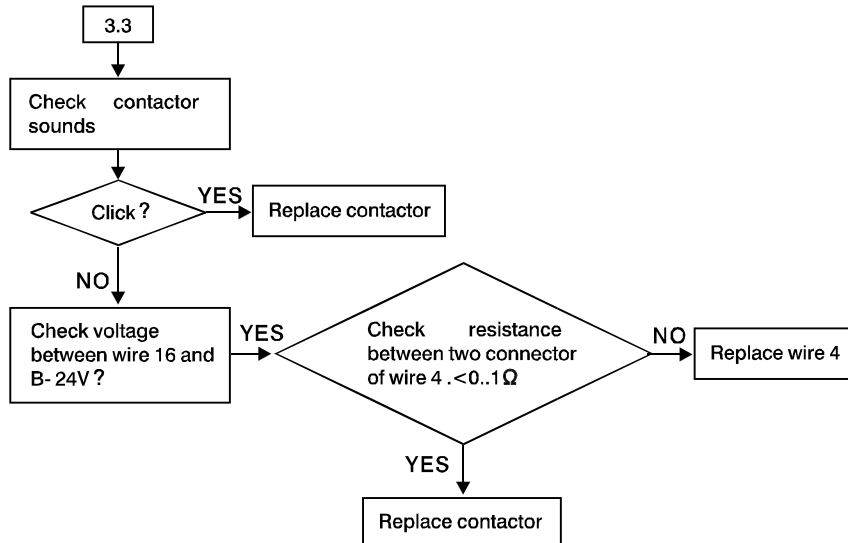 3.3
Check contactor
sounds
Click?
YES
Replace contactor
NO
Check voltage
between wire 16 and
B- 24V?
YES
Check resistance
between two connector
of wire 4 .<0..1Ω
NO
Replace wire 4
YES
Replace contactor